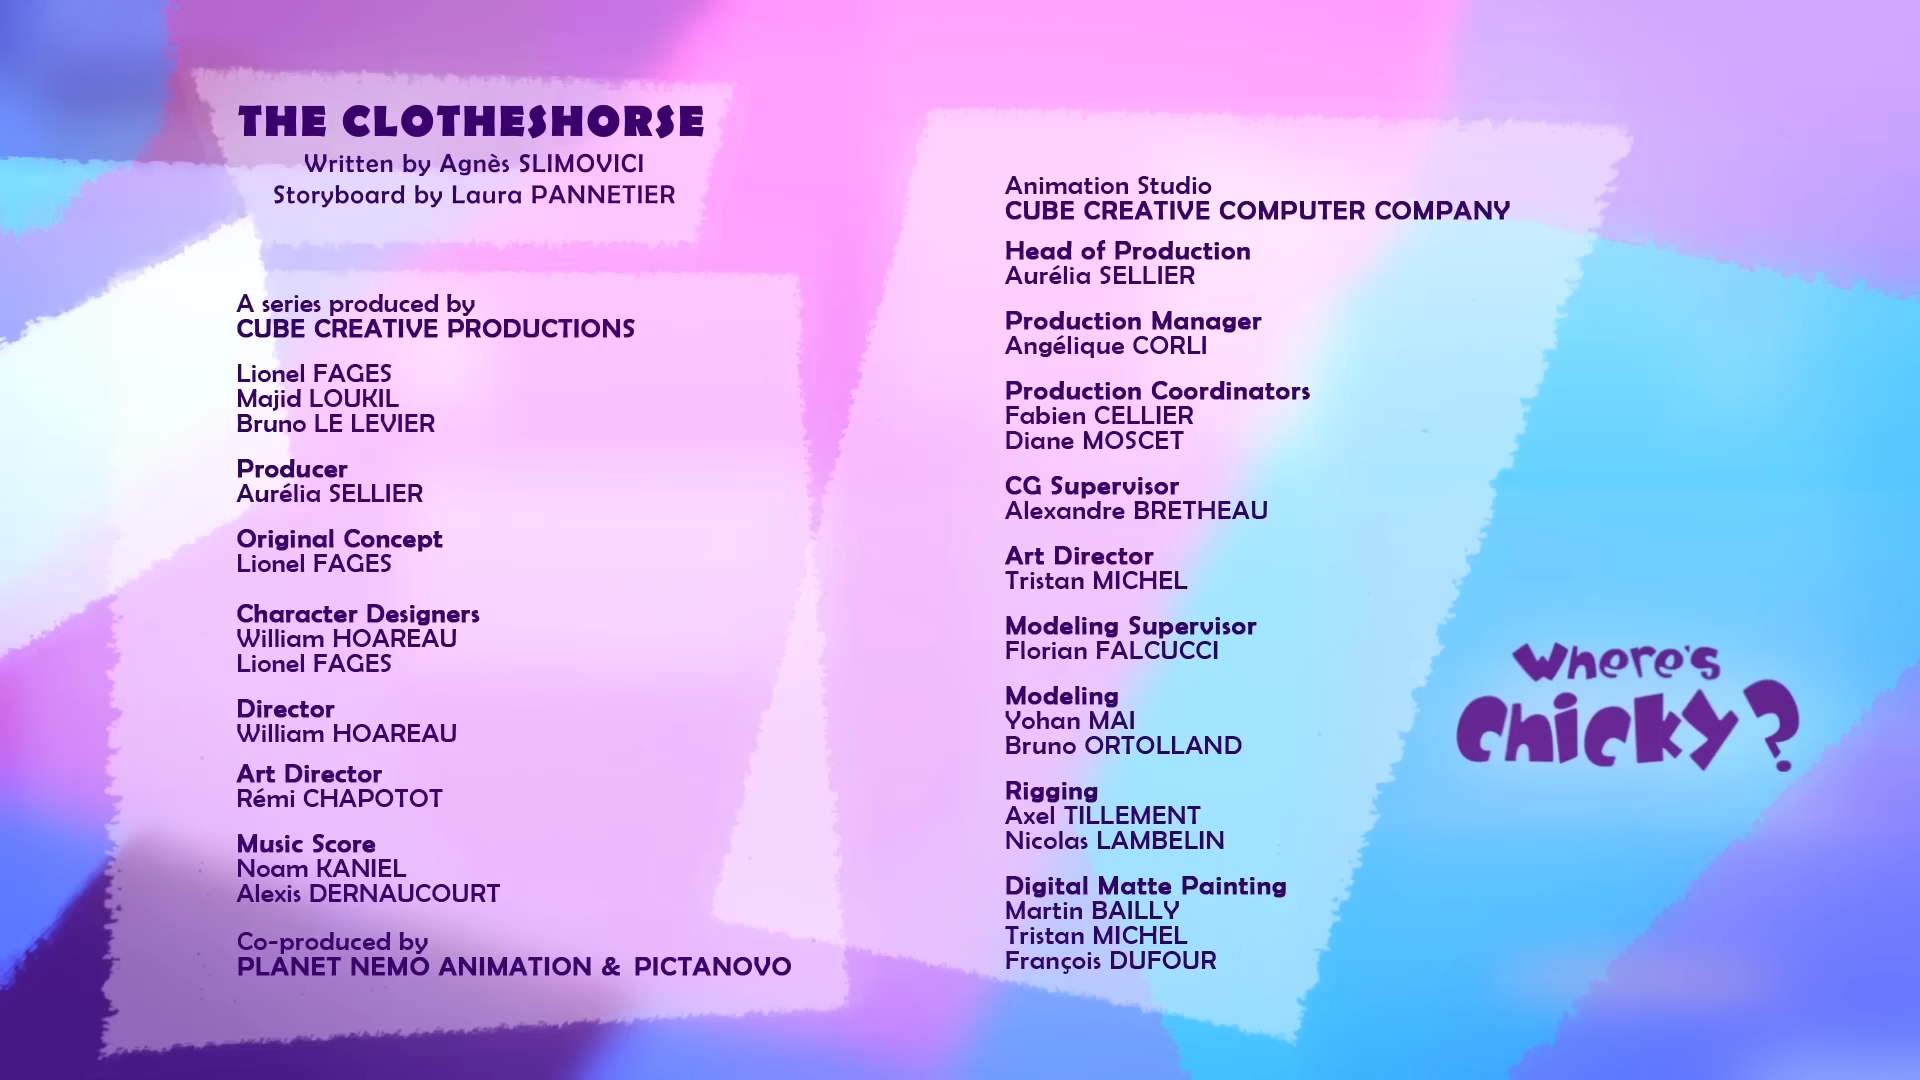 THE CLOTHESHORSE
Written by Agnès SLIMOVICI
Storyboard by Laura PANNETIER
A series produced by
CUBE CREATIVE PRODUCTIONS
Lionel FAGES
Majid LOUKIL
Bruno LE LEVIER
Producer
Aurélia SELLIER
Original Concept
Lionel FAGES
Character Designers
William HOAREAU
Lionel FAGES
Director
William HOAREAU
Art Director
Rémi CHAPOTOT
Music Score
Noam KANIEL
Alexis DERNAUCOURT
Co-produced by
PLANET NEMO ANIMATION & PICTANOVO
Animation Studio
CUBE CREATIVE COMPUTER COMPANY
Head of Production
Aurélia SELLIER
Production Manager
Angélique CORLI
Production Coordinators
Fabien CELLIER
Diane MOSCET
CG Supervisor
Alexandre BRETHEAU
Art Director
Tristan MICHEL
Modeling Supervisor
Florian FALCUCCI
Modeling
Yohan MAI
Bruno ORTOLLAND
Rigging
Axel TILLEMENT
Nicolas LAMBELIN
Digital Matte Painting
Martin BAILLY
Tristan MICHEL
François DUFOUR
Where's
Chicky?